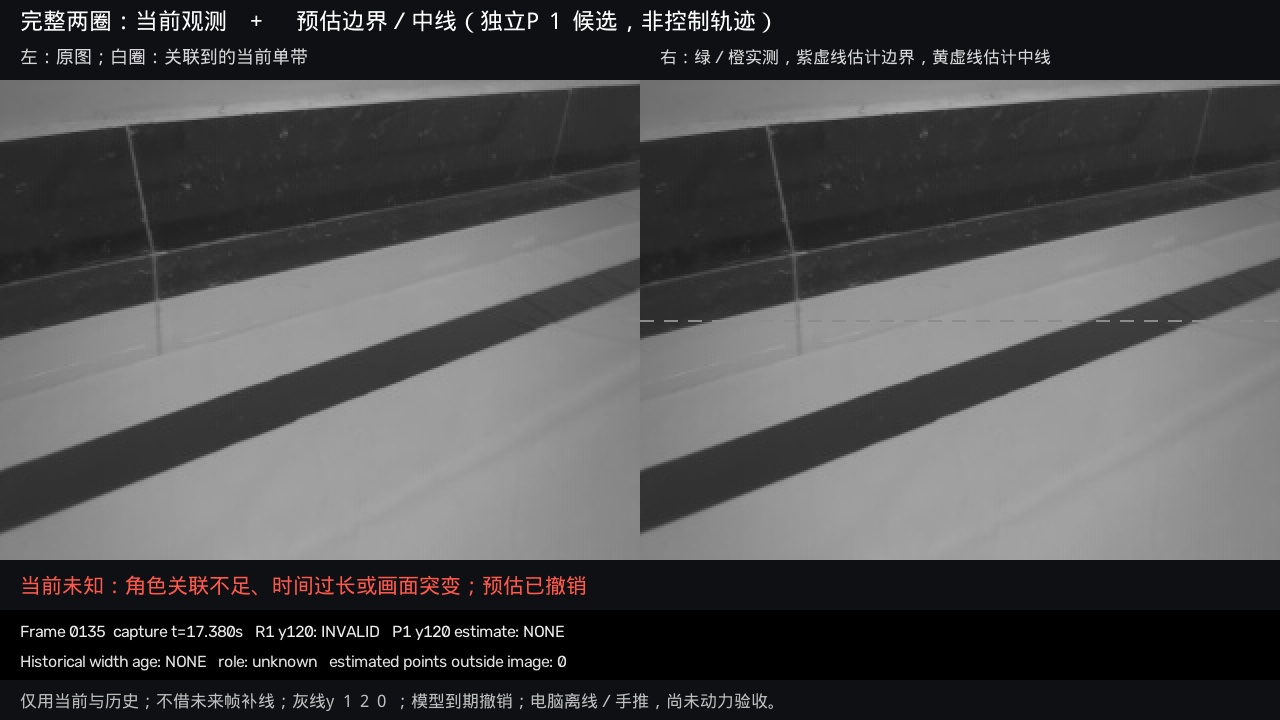 完整两圈：当前观测 + 预估边界／中线（独立P１候选，非控制轨迹）
左：原图；白圈：关联到的当前单带
右：绿／橙实测，紫虚线估计边界，黄虚线估计中线
当前未知：角色关联不足、时间过长或画面突变；预估已撤销
Frame 0135 capture t=17.380s R1 y120: INVALID P1 y120 estimate: NONE
Historical width age: NONE role: unknown estimated points outside image: 0
仅用当前与历史；不借未来帧补线；灰线y１２０；模型到期撤销；电脑离线／手推，尚未动力验收。